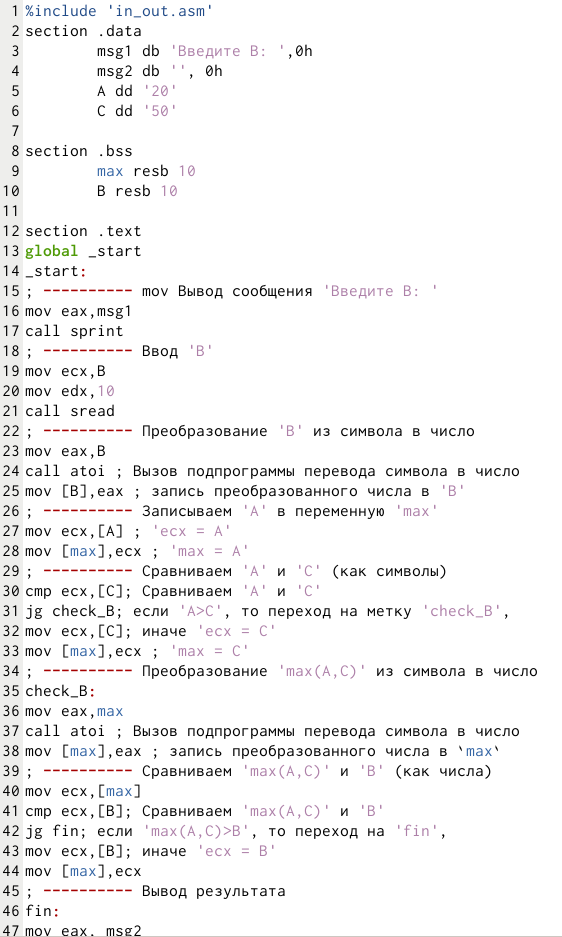 1 %include 'in_out.asm'
2 section .data
3 msg1 db 'Введите B: ',0h
4 msg2 db '', 0h
5 A dd '20'
6 C dd '50'
7
8 section .bss
9 max resb 10
10 B resb 10
11
12 section .text
13 global _start
14 _start:
15 ; ---------- mov Вывод сообщения 'Введите B: '
16 mov eax,msg1
17 call sprint
18 ; ---------- Ввод 'B'
19 mov ecx,B
20 mov edx,10
21 call sread
22 ; ---------- Преобразование 'B' из символа в число
23 mov eax,B
24 call atoi ; Вызов подпрограммы перевода символа в число
25 mov [B],eax ; запись преобразованного числа в 'B'
26 ; ---------- Записываем 'A' в переменную 'max'
27 mov ecx,[A] ; 'ecx = A'
28 mov [max],ecx ; 'max = A'
29 ; ---------- Сравниваем 'A' и 'C' (как символы)
30 cmp ecx,[C]; Сравниваем 'A' и 'C'
31 jg check_B; если 'A>C', то переход на метку 'check_B',
32 mov ecx,[C]; иначе 'ecx = C'
33 mov [max],ecx ; 'max = C'
34 ; ---------- Преобразование 'max(A,C)' из символа в число
35 check_B:
36 mov eax,max
37 call atoi ; Вызов подпрограммы перевода символа в число
38 mov [max],eax ; запись преобразованного числа в `max`
39 ; ---------- Сравниваем 'max(A,C)' и 'B' (как числа)
40 mov ecx,[max]
41 cmp ecx,[B]; Сравниваем 'max(A,C)' и 'B'
42 jg fin; если 'max(A,C)>B', то переход на 'fin',
43 mov ecx,[B]; иначе 'ecx = B'
44 mov [max],ecx
45 ; ---------- Вывод результата
46 fin:
47 mov eax, msg2